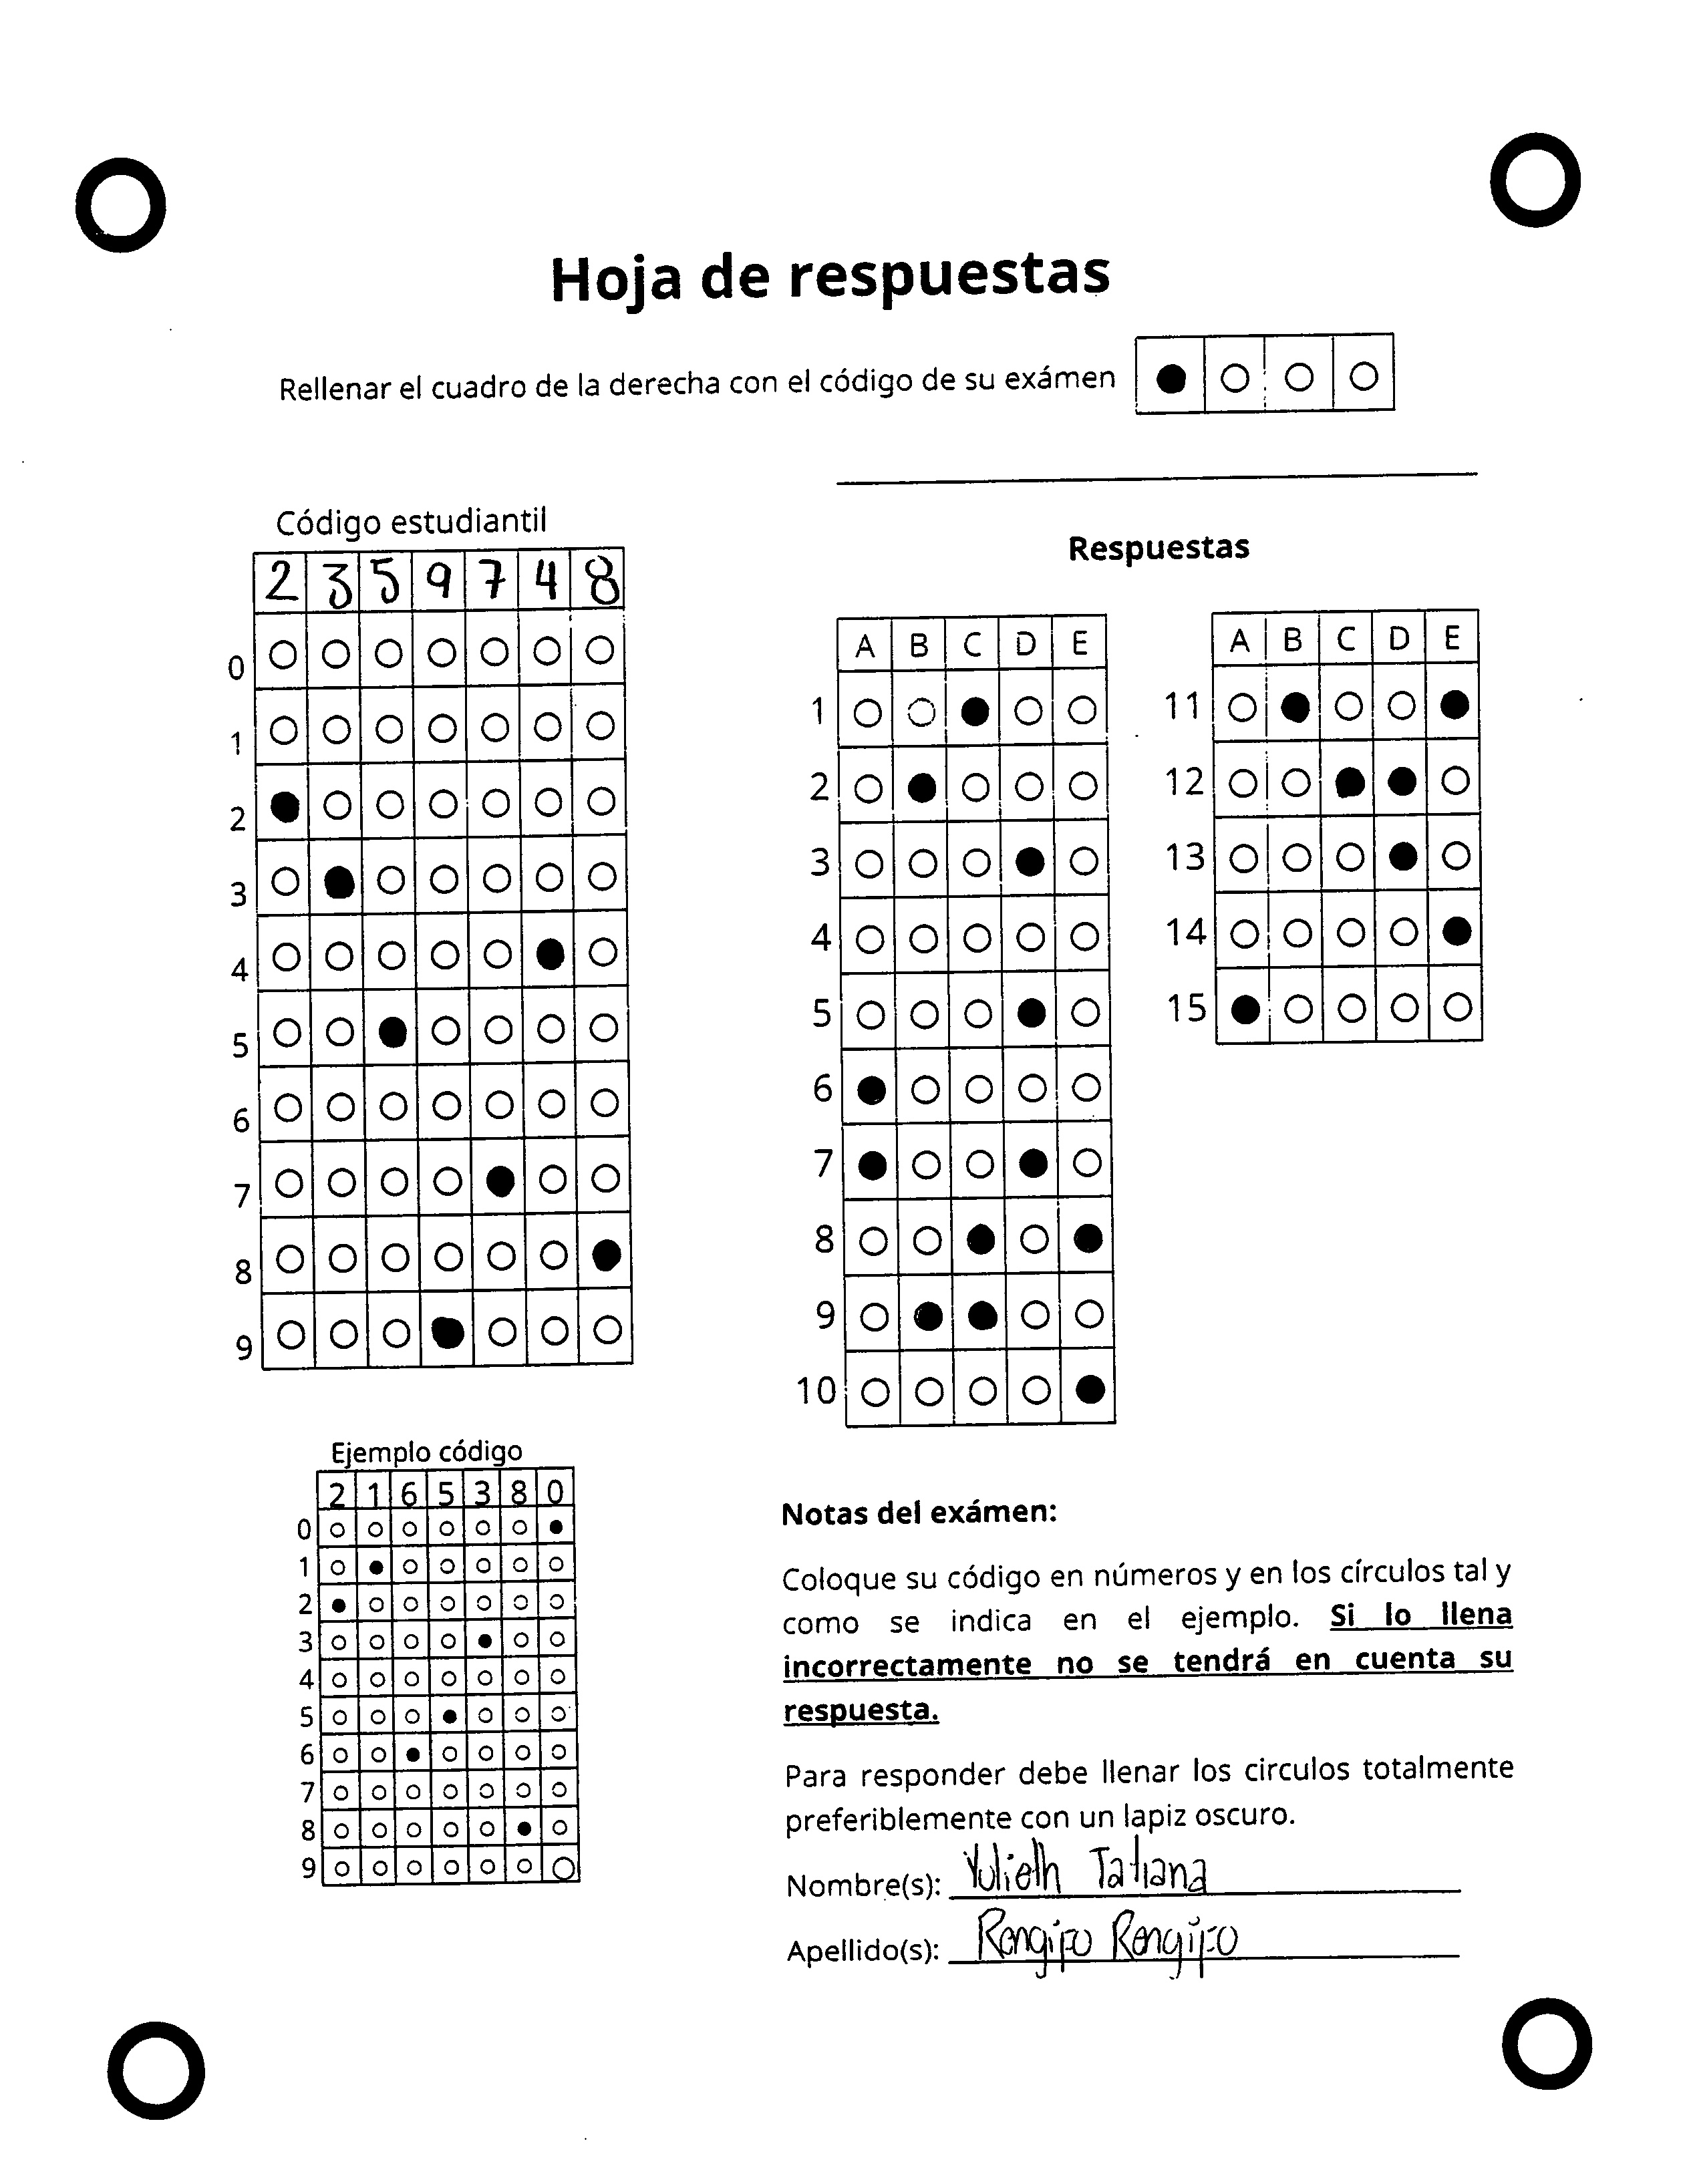 Hoja de respuestas
Rellenar el cuadro de la derecha con el código de su exámen
Código estudiantil
2 3 5 9 7 4 8
0
1
2
3
4
5
6
7
8
9
Respuestas
A B C D E
1
2
3
4
5
6
7
8
9
10
A B C D E
11
12
13
14
15
Ejemplo código
2 1 6 5 3 8 0
0
1
2
3
4
5
6
7
8
9
Notas del exámen:
Coloque su código en números y en los círculos tal y
como se indica en el ejemplo. Si lo llena
incorrectamente no se tendrá en cuenta su
respuesta.
Para responder debe llenar los circulos totalmente
preferiblemente con un lapiz oscuro.
Nombre(s): Yulieth Tatiana
Apellido(s): Rengifo Rengifo